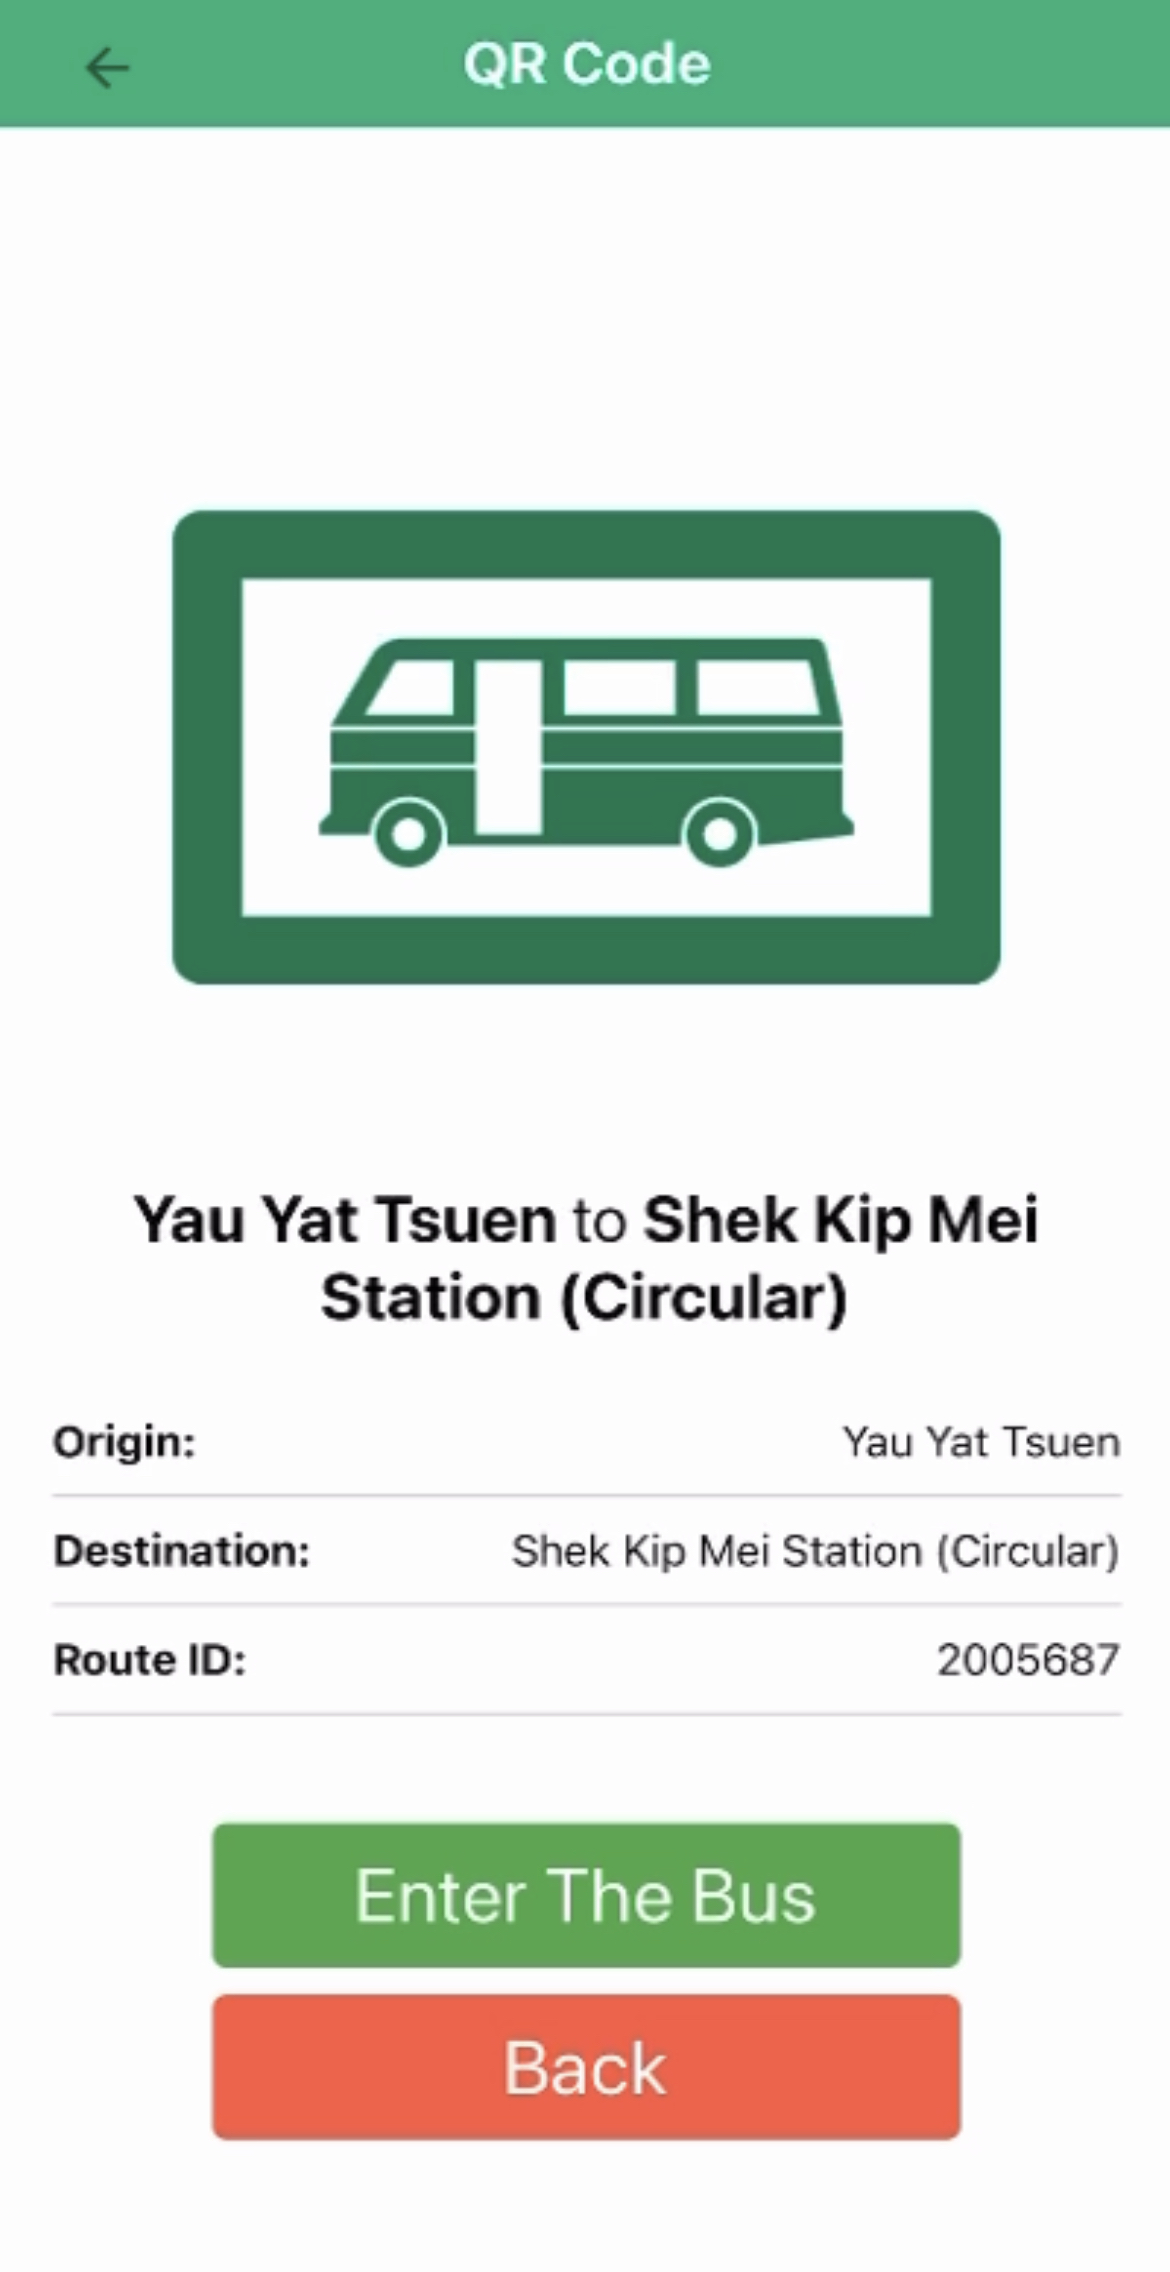 QR Code
Yau Yat Tsuen to Shek Kip Mei
Station (Circular)
Origin: Yau Yat Tsuen
Destination: Shek Kip Mei Station (Circular)
Route ID: 2005687
Enter The Bus
Back